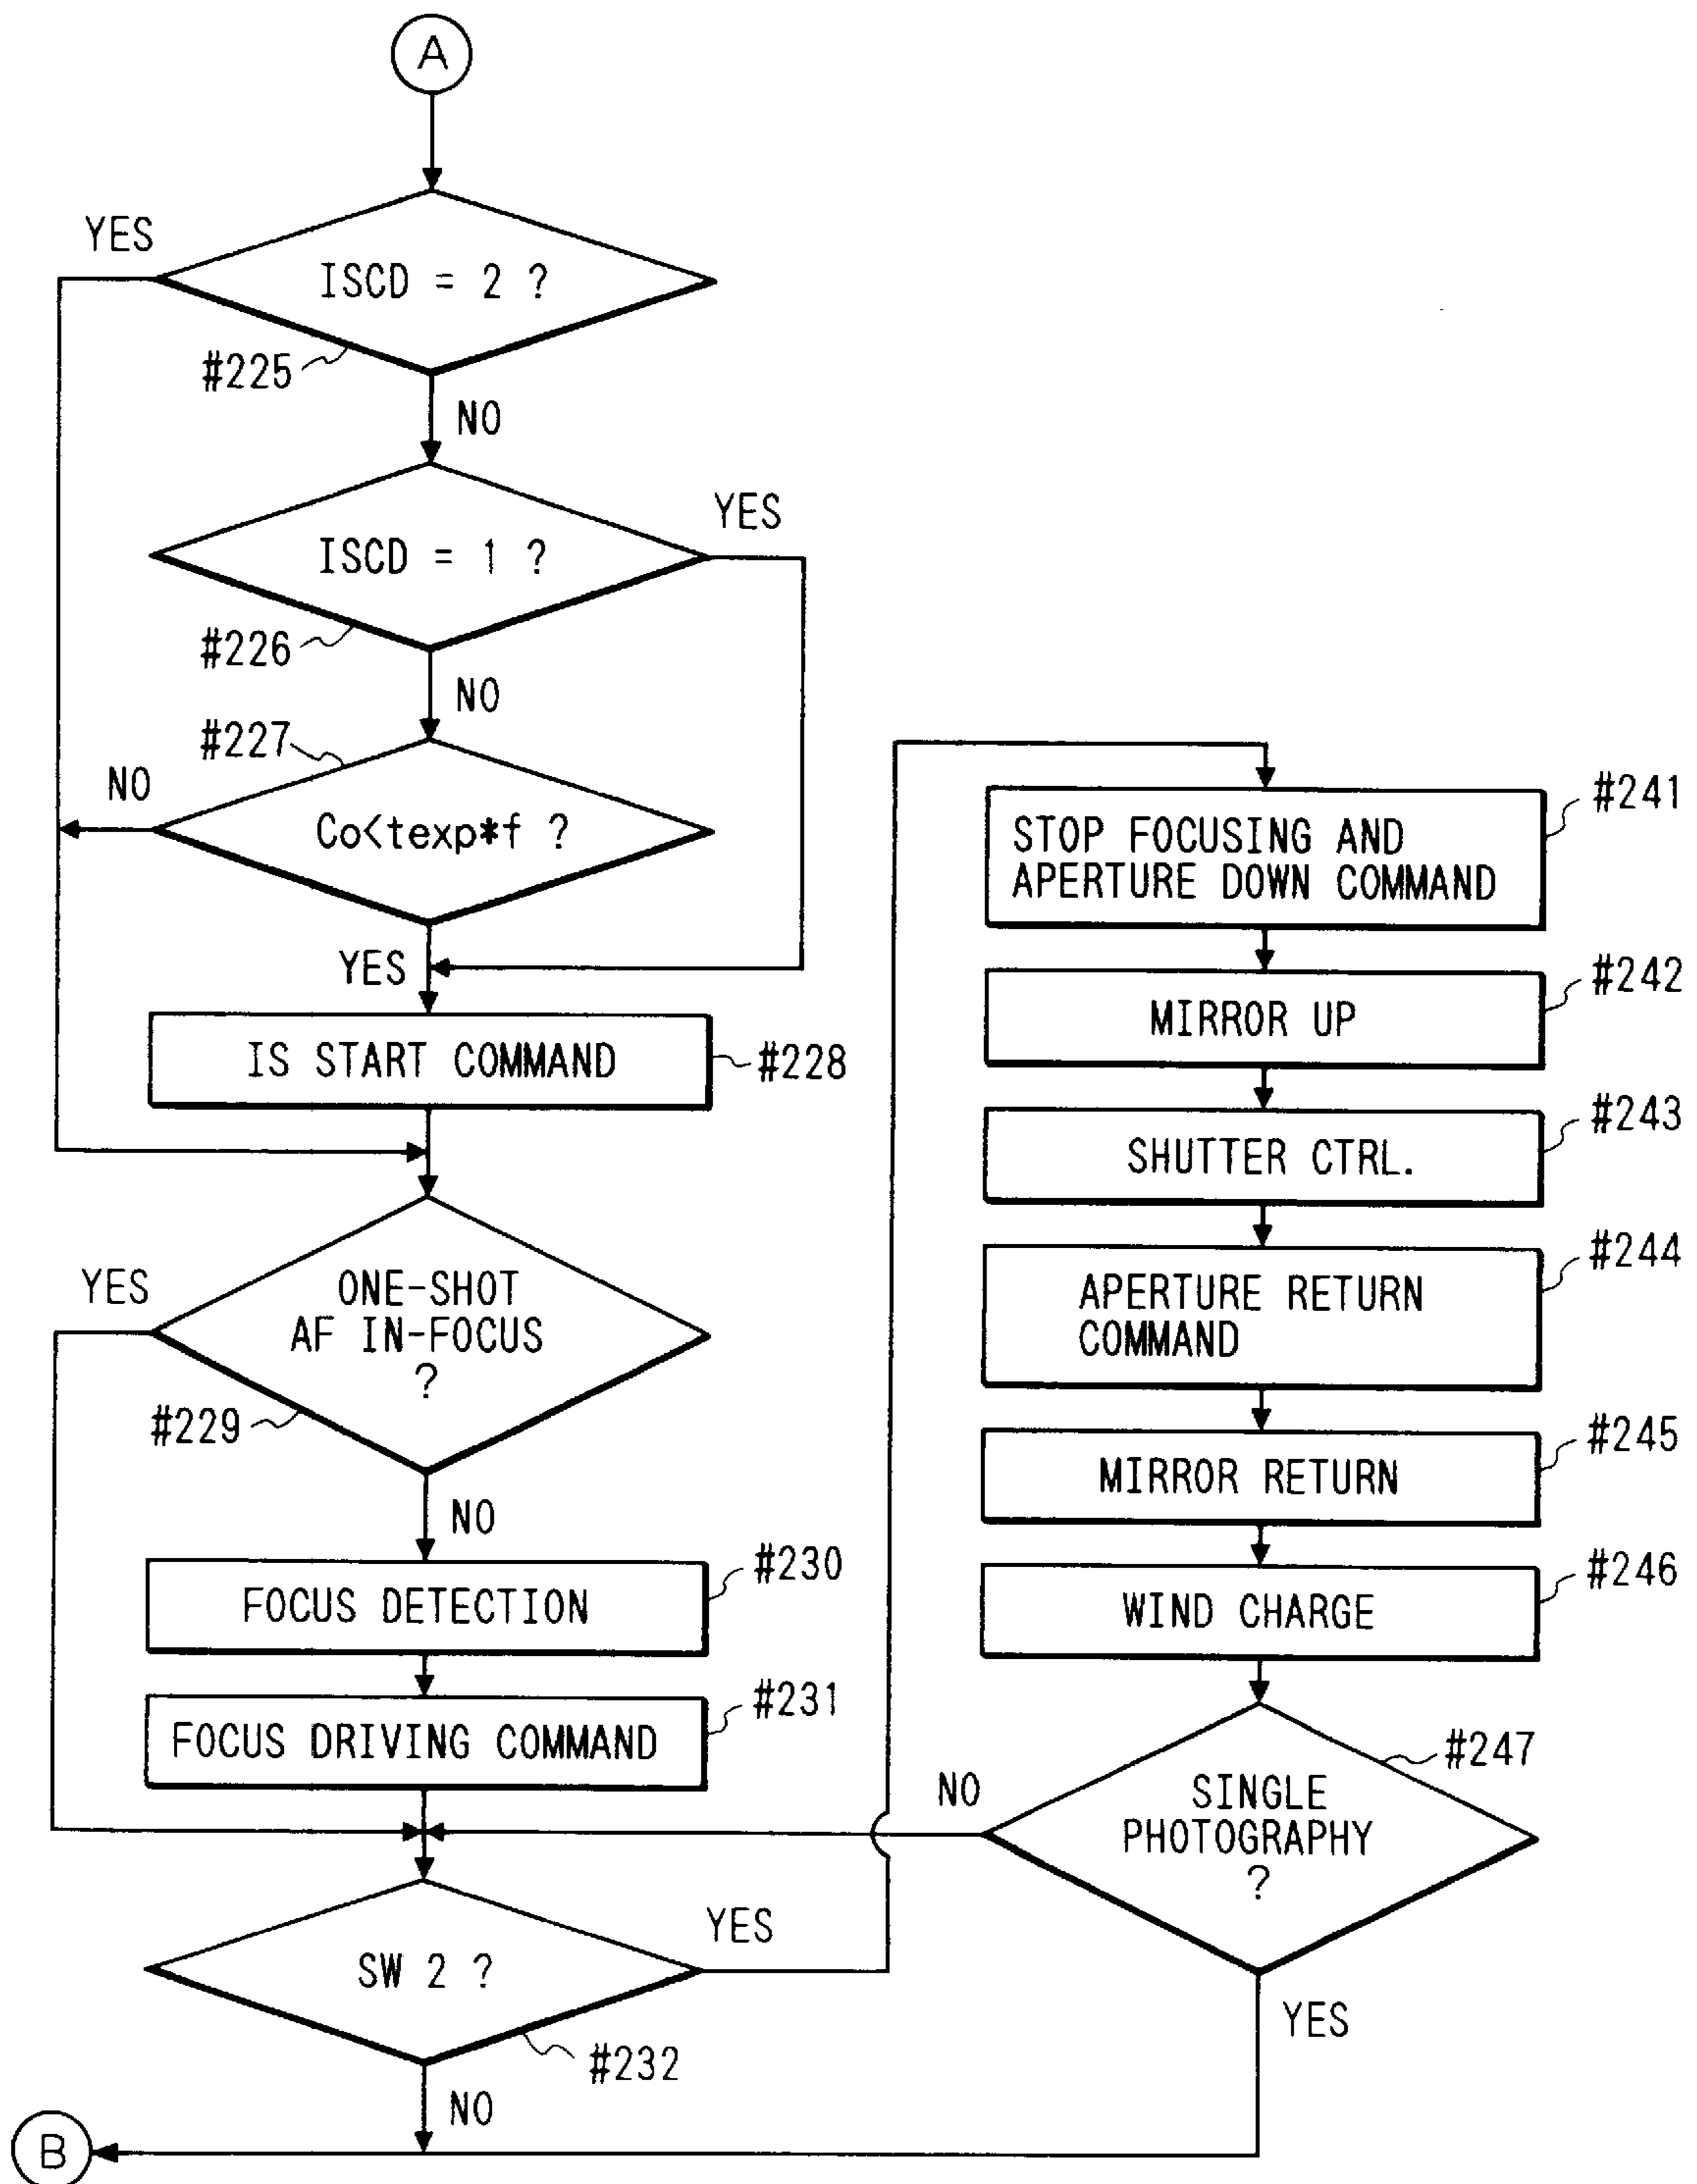 A
YES
ISCD = 2 ?
#225
NO
YES
ISCD = 1 ?
#226
NO
#227
NO
Co<texp*f ?
YES
IS START COMMAND
#228
YES
ONE-SHOT
AF IN-FOCUS
?
#229
NO
FOCUS DETECTION
#230
FOCUS DRIVING COMMAND
#231
SW 2 ?
YES
#232
NO
B
STOP FOCUSING AND
APERTURE DOWN COMMAND
#241
MIRROR UP
#242
SHUTTER CTRL.
#243
APERTURE RETURN
COMMAND
#244
MIRROR RETURN
#245
WIND CHARGE
#246
#247
NO
SINGLE
PHOTOGRAPHY
?
YES